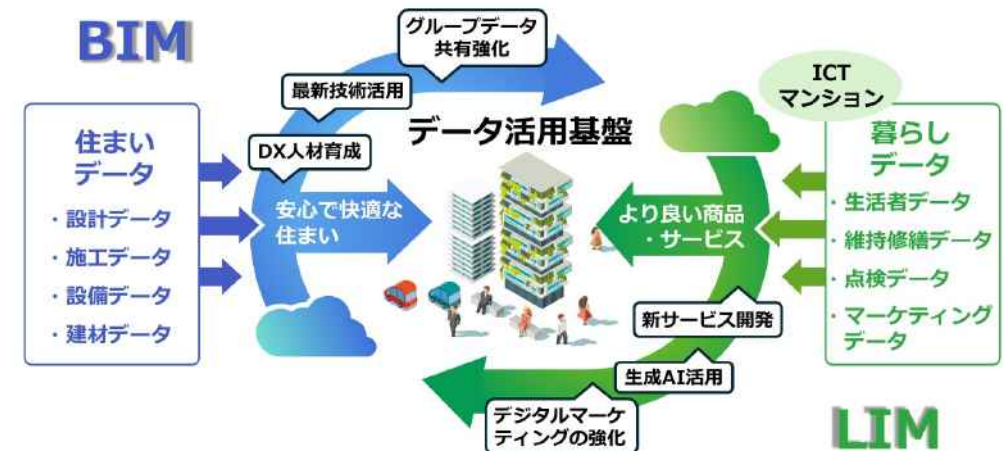 BIM
住まい
データ
・設計データ
・施工データ
・設備データ
・建材データ
グループデータ
共有強化
最新技術活用
DX人材育成
データ活用基盤
安心で快適な
住まい
より良い商品
・サービス
ICT
マンション
暮らし
データ
・生活者データ
・維持修繕データ
・点検データ
・マーケティング
データ
新サービス開発
生成AI活用
デジタルマーケ
ティングの強化
LIM